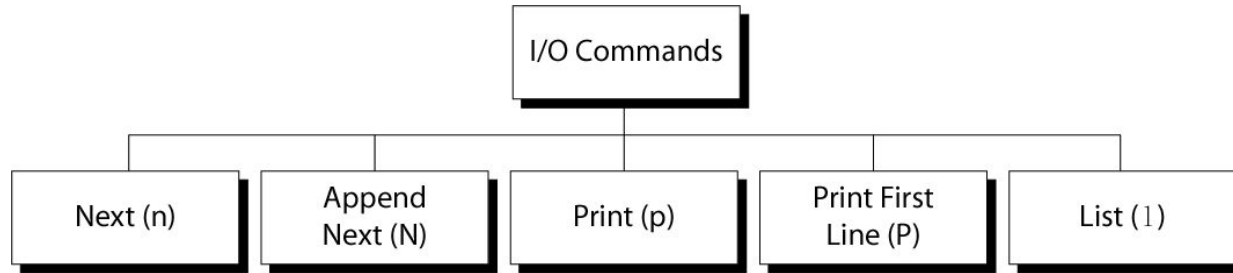 I/O Commands
Next (n)
Append
Next (N)
Print (p)
Print First
Line (P)
List (l)